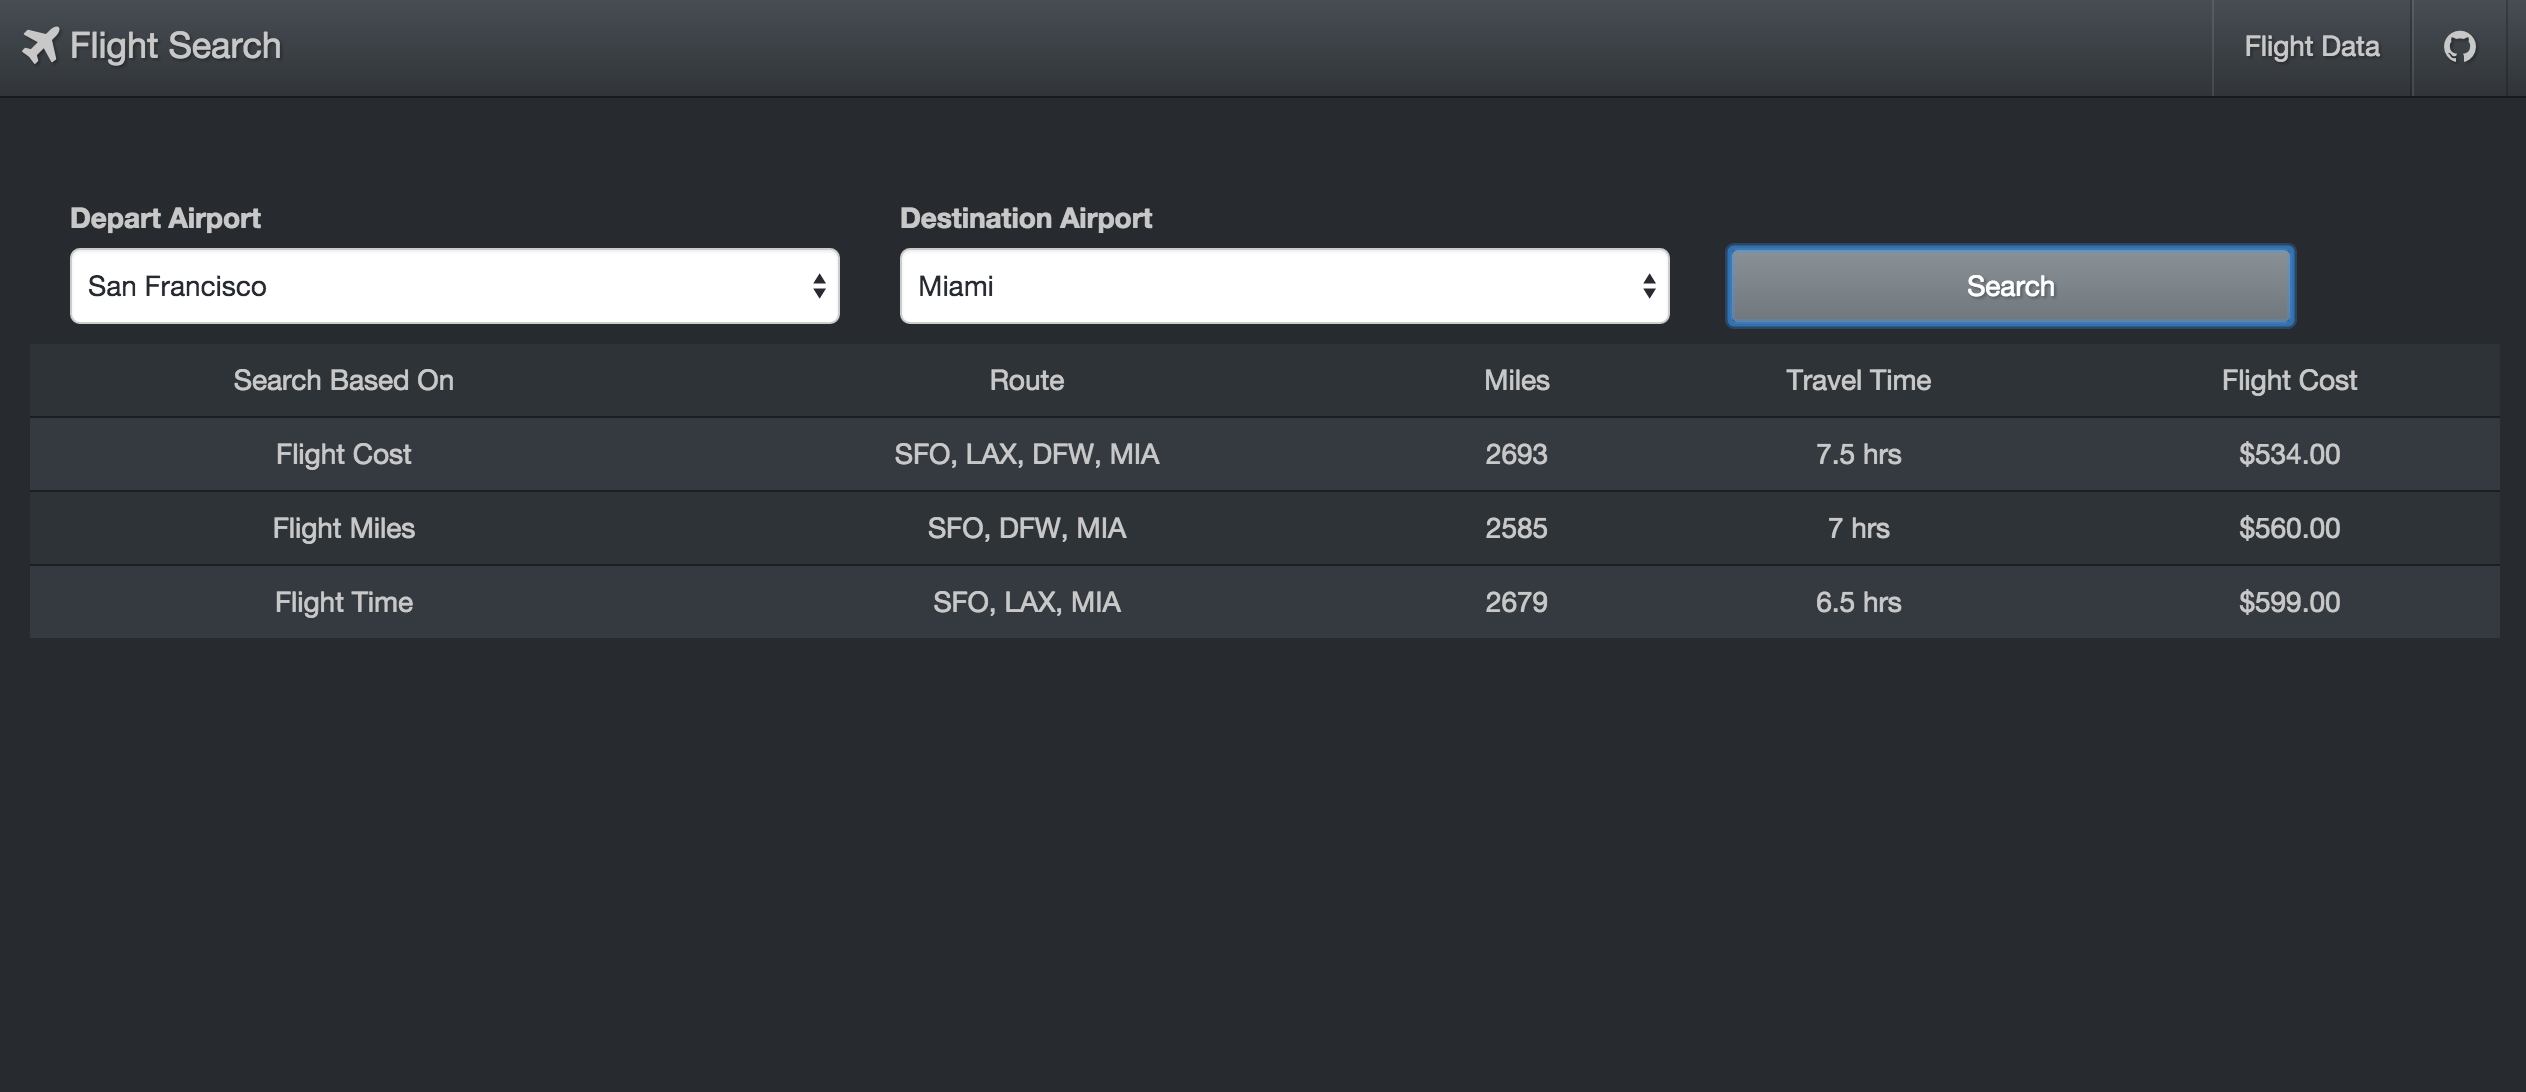 Flight Search Flight Data
Depart Airport Destination Airport
San Francisco Miami Search
Search Based On Route Miles Travel Time Flight Cost
Flight Cost SFO, LAX, DFW, MIA 2693 7.5 hrs $534.00
Flight Miles SFO, DFW, MIA 2585 7 hrs $560.00
Flight Time SFO, LAX, MIA 2679 6.5 hrs $599.00